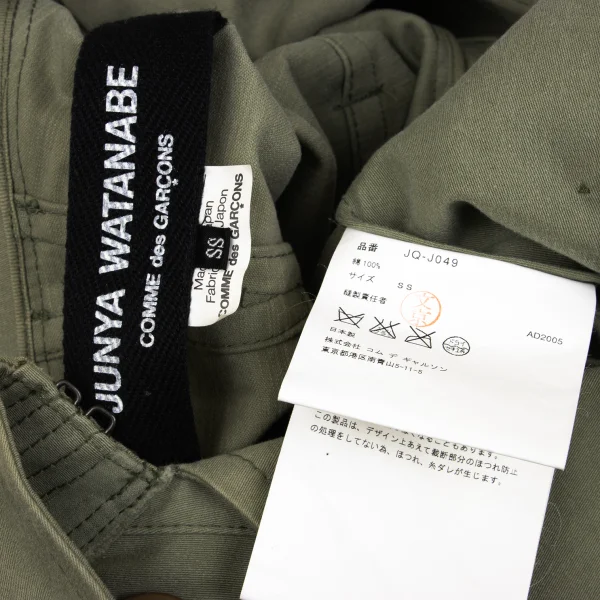 JUNYA WATANABE
COMME des GARÇONS
SS
Japan
Fabric Japon
COMME des GARÇONS
品番 JQ-J049
綿 100%
サイズ SS
縫製責任者
日本製
AD2005
株式会社 コム デ ギャルソン
東京都港区南青山5-11-5
この製品は、デザイン上あえて裁断部分のほつれ防止
の処理をしてない為、ほつれ、糸ダレが生じます。